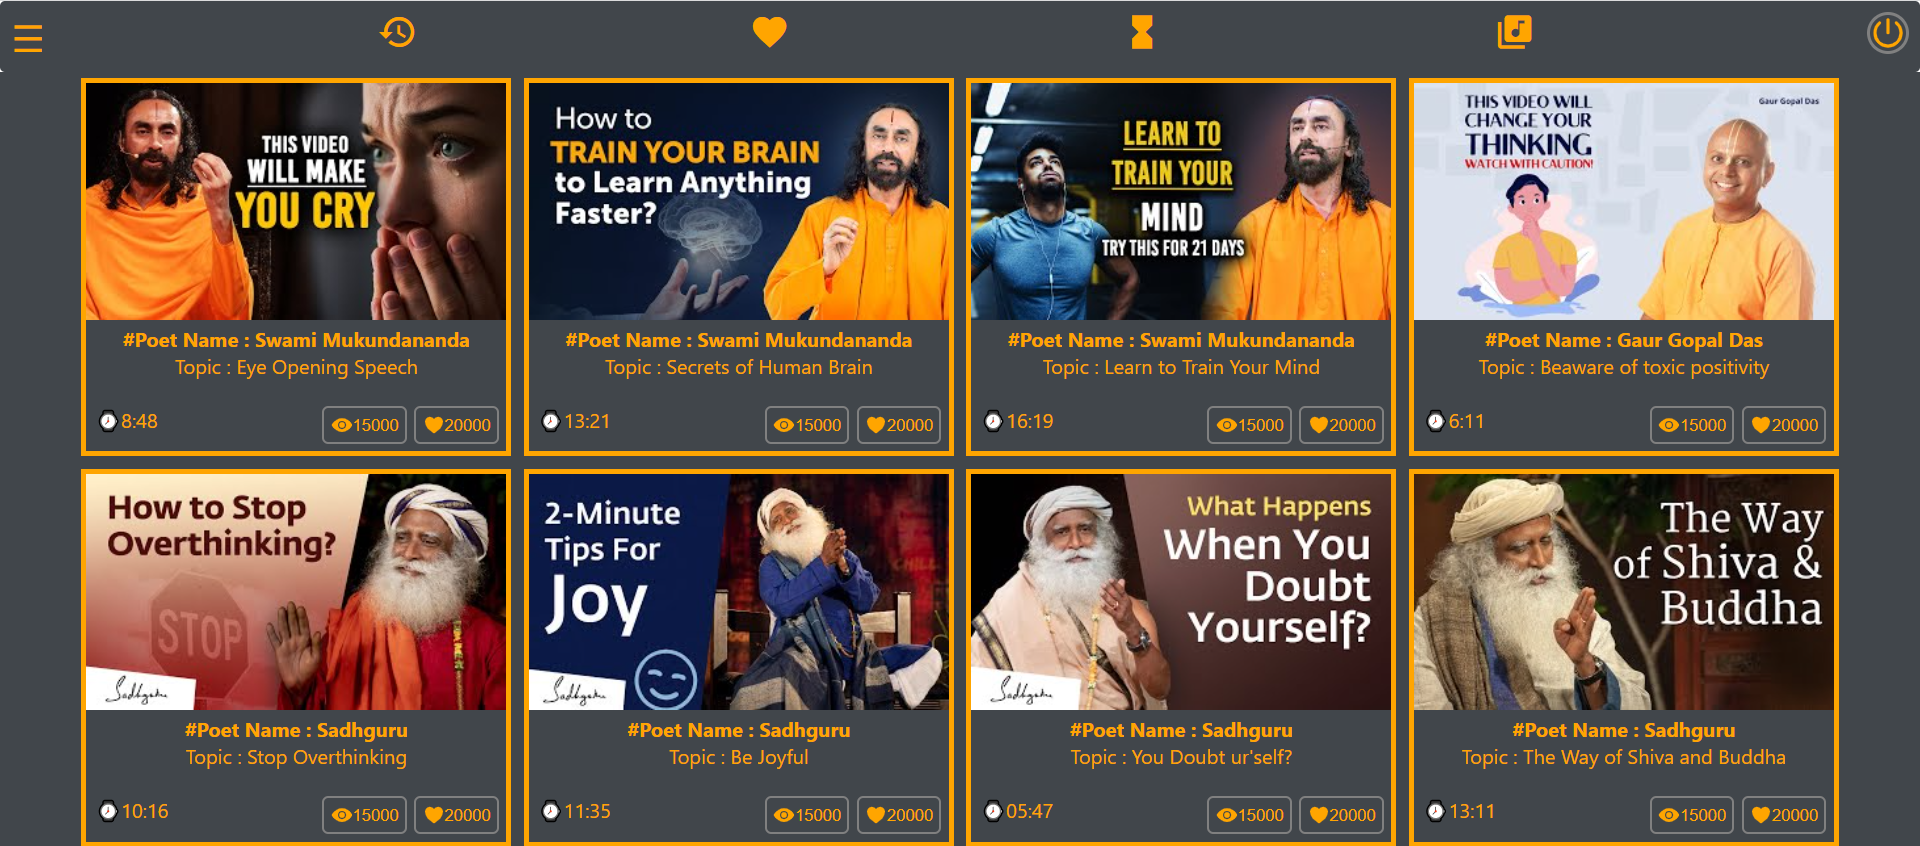 THIS VIDEO
WILL MAKE
YOU CRY
#Poet Name : Swami Mukundananda
Topic : Eye Opening Speech
8:48
15000
20000
How to
TRAIN YOUR BRAIN
to Learn Anything
Faster?
#Poet Name : Swami Mukundananda
Topic : Secrets of Human Brain
13:21
15000
20000
LEARN TO
TRAIN YOUR
MIND
TRY THIS FOR 21 DAYS
#Poet Name : Swami Mukundananda
Topic : Learn to Train Your Mind
16:19
15000
20000
THIS VIDEO WILL
CHANGE YOUR
THINKING
WATCH WITH CAUTION!
Gaur Gopal Das
#Poet Name : Gaur Gopal Das
Topic : Beaware of toxic positivity
6:11
15000
20000
How to Stop
Overthinking?
STOP
Sadhguru
#Poet Name : Sadhguru
Topic : Stop Overthinking
10:16
15000
20000
2-Minute
Tips For
Joy
CHILL
Sadhguru
#Poet Name : Sadhguru
Topic : Be Joyful
11:35
15000
20000
What Happens
When You
Doubt
Yourself?
Sadhguru
#Poet Name : Sadhguru
Topic : You Doubt ur'self?
05:47
15000
20000
The Way
of Shiva &
Buddha
#Poet Name : Sadhguru
Topic : The Way of Shiva and Buddha
13:11
15000
20000